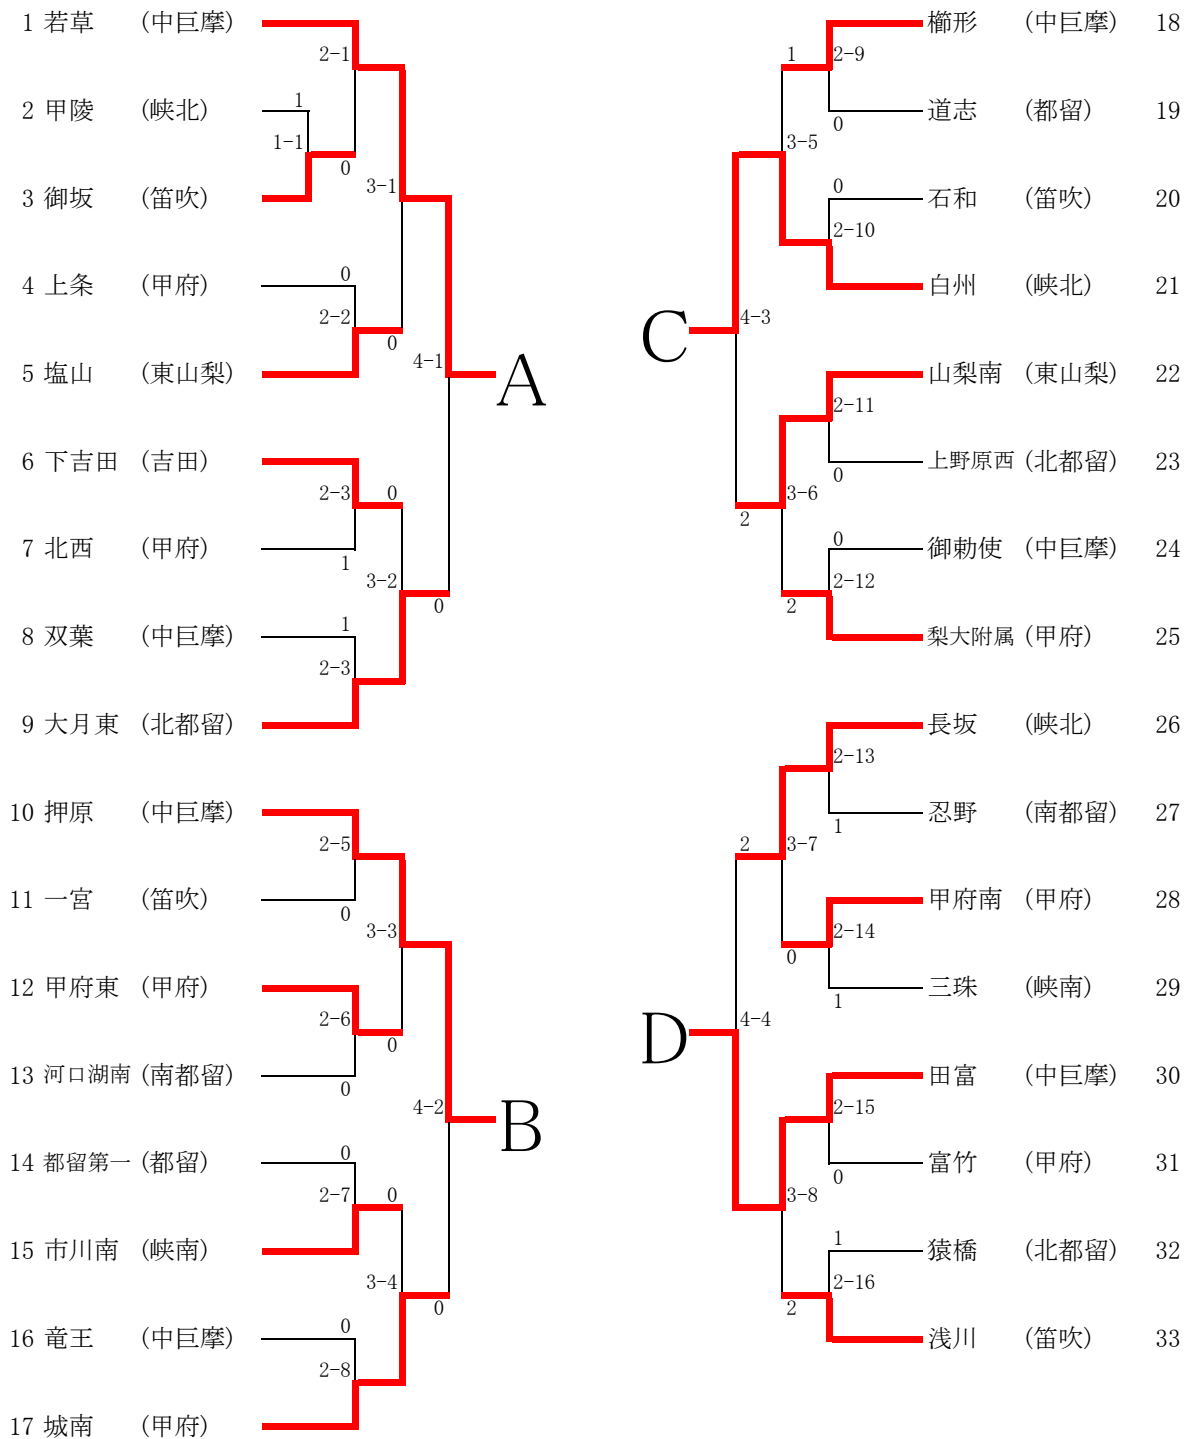 1 若草 (中巨摩)
2-1
2 甲陵 (峡北)
1
1-1
0
3 御坂 (笛吹)
3-1
4 上条 (甲府)
0
2-2
0
5 塩山 (東山梨)
4-1
A
6 下吉田 (吉田)
2-3
0
7 北西 (甲府)
1
3-2
0
8 双葉 (中巨摩)
1
2-3
9 大月東 (北都留)
10 押原 (中巨摩)
2-5
11 一宮 (笛吹)
0
3-3
12 甲府東 (甲府)
2-6
0
13 河口湖南 (南都留)
0
4-2
B
14 都留第一 (都留)
0
2-7
0
15 市川南 (峡南)
3-4
0
16 竜王 (中巨摩)
0
2-8
17 城南 (甲府)
櫛形 (中巨摩) 18
1
2-9
道志 (都留) 19
0
3-5
石和 (笛吹) 20
0
2-10
白州 (峡北) 21
C
4-3
山梨南 (東山梨) 22
2-11
上野原西 (北都留) 23
0
3-6
2
御勅使 (中巨摩) 24
0
2-12
2
梨大附属 (甲府) 25
長坂 (峡北) 26
2-13
忍野 (南都留) 27
1
2
3-7
甲府南 (甲府) 28
2-14
0
三珠 (峡南) 29
1
D
4-4
田富 (中巨摩) 30
2-15
富竹 (甲府) 31
0
3-8
猿橋 (北都留) 32
1
2-16
2
浅川 (笛吹) 33